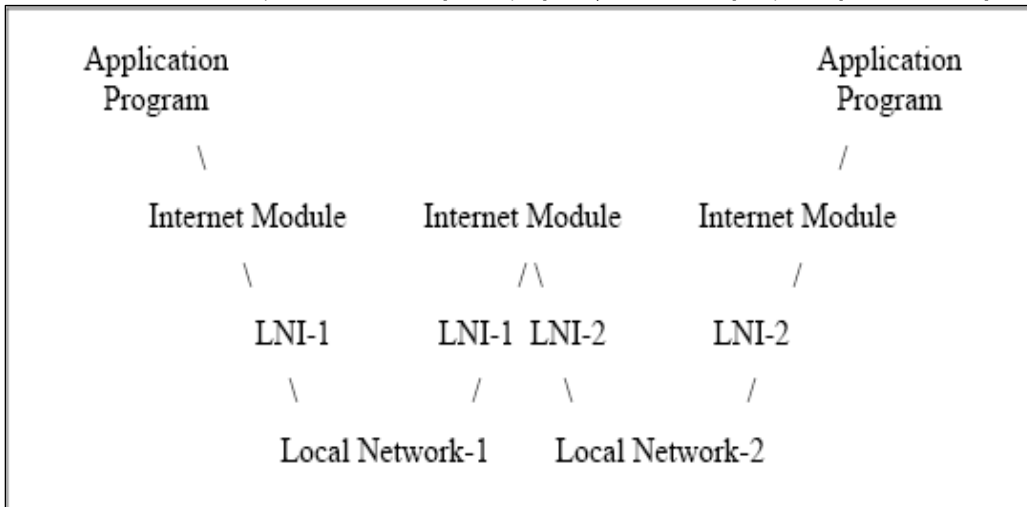 Application Application
Program Program
\ /
Internet Module Internet Module Internet Module
\ /\ /
LNI-1 LNI-1 LNI-2 LNI-2
\ / \ /
Local Network-1 Local Network-2